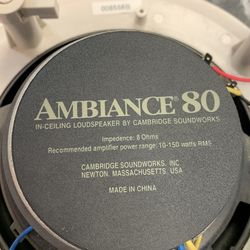 AMBIANCE® 80
IN-CEILING LOUDSPEAKER BY CAMBRIDGE SOUNDWORKS
Impedence: 8 Ohms
Recommended amplifier power range: 10-150 watts RMS
CAMBRIDGE SOUNDWORKS, INC
NEWTON, MASSACHUSETTS, USA
MADE IN CHINA